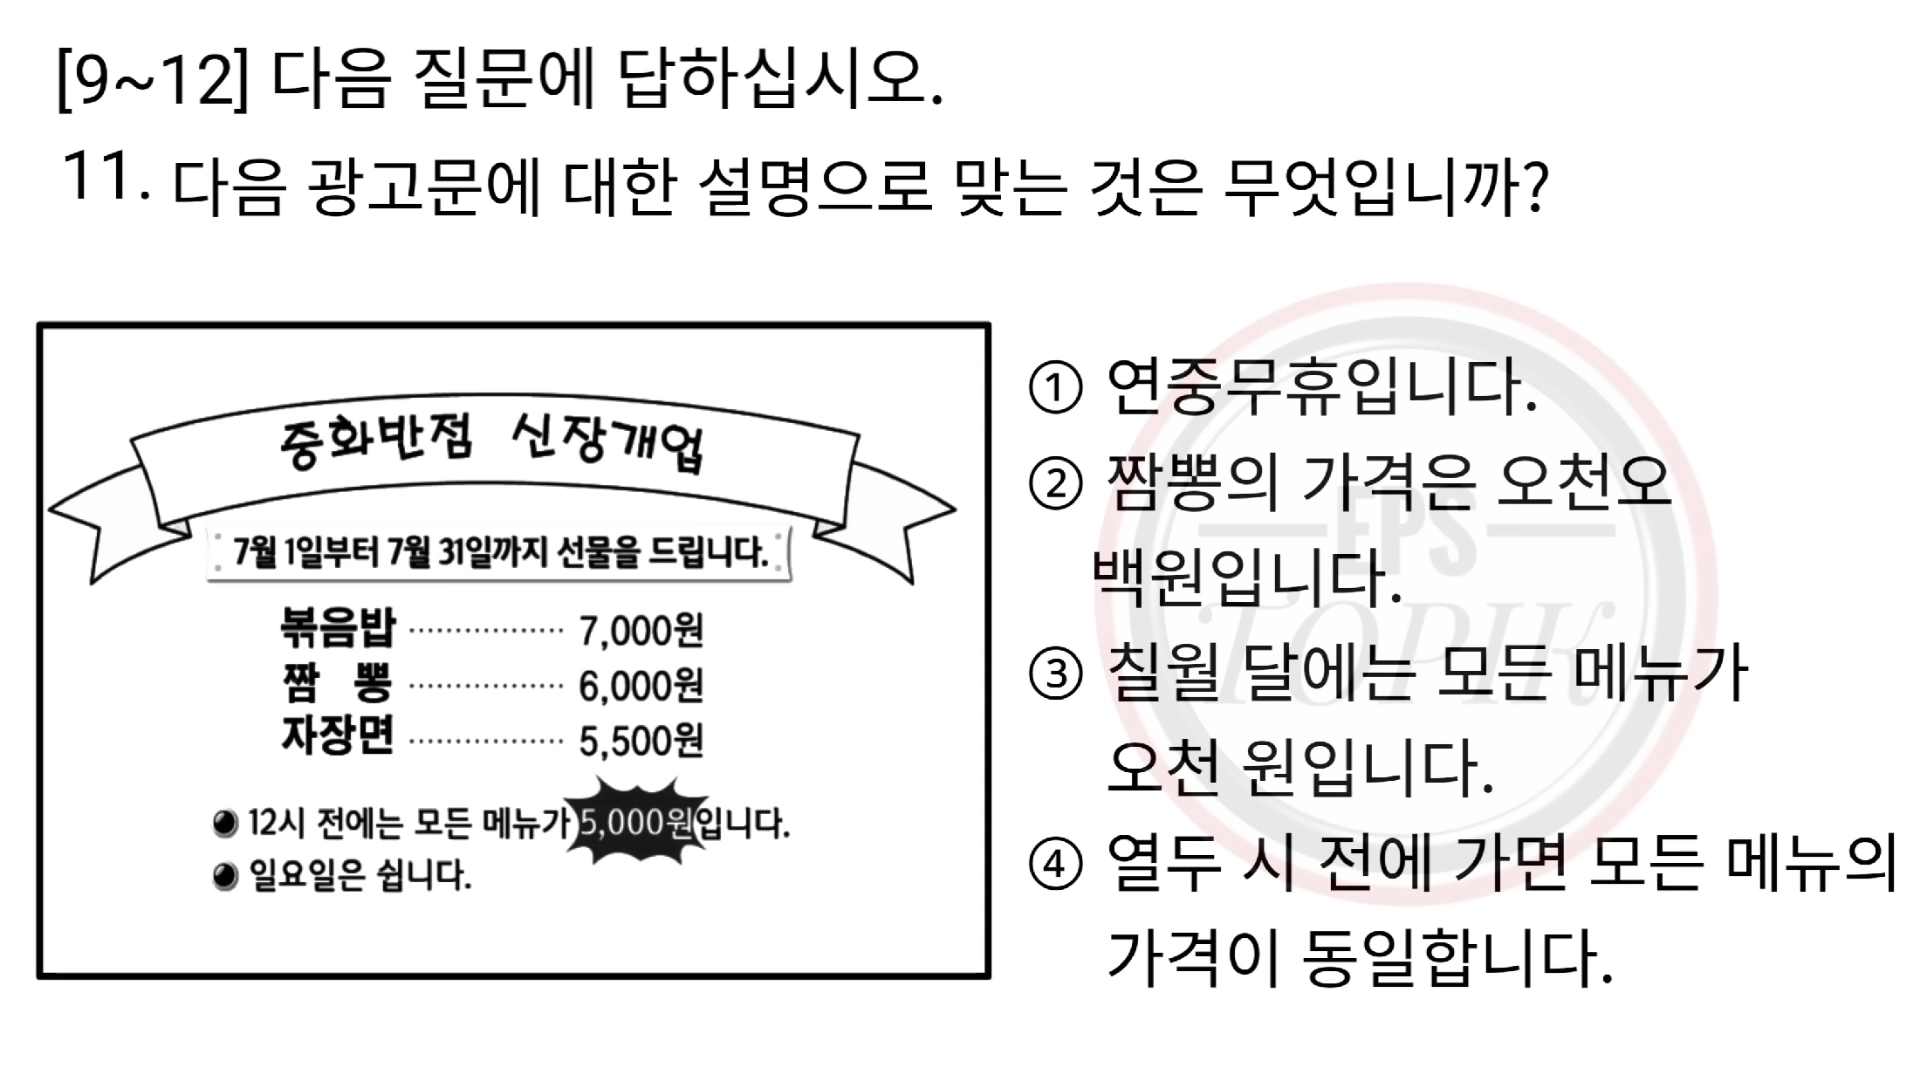 [9~12] 다음 질문에 답하십시오.
11. 다음 광고문에 대한 설명으로 맞는 것은 무엇입니까?
중화반점 신장개업
7월 1일부터 7월 31일까지 선물을 드립니다.
볶음밥 ················· 7,000원
짬 뽕 ················· 6,000원
자장면 ················· 5,500원
● 12시 전에는 모든 메뉴가 5,000원입니다.
● 일요일은 쉽니다.
① 연중무휴입니다.
② 짬뽕의 가격은 오천오
백원입니다.
③ 칠월 달에는 모든 메뉴가
오천 원입니다.
④ 열두 시 전에 가면 모든 메뉴의
가격이 동일합니다.
EPS
TOPIK